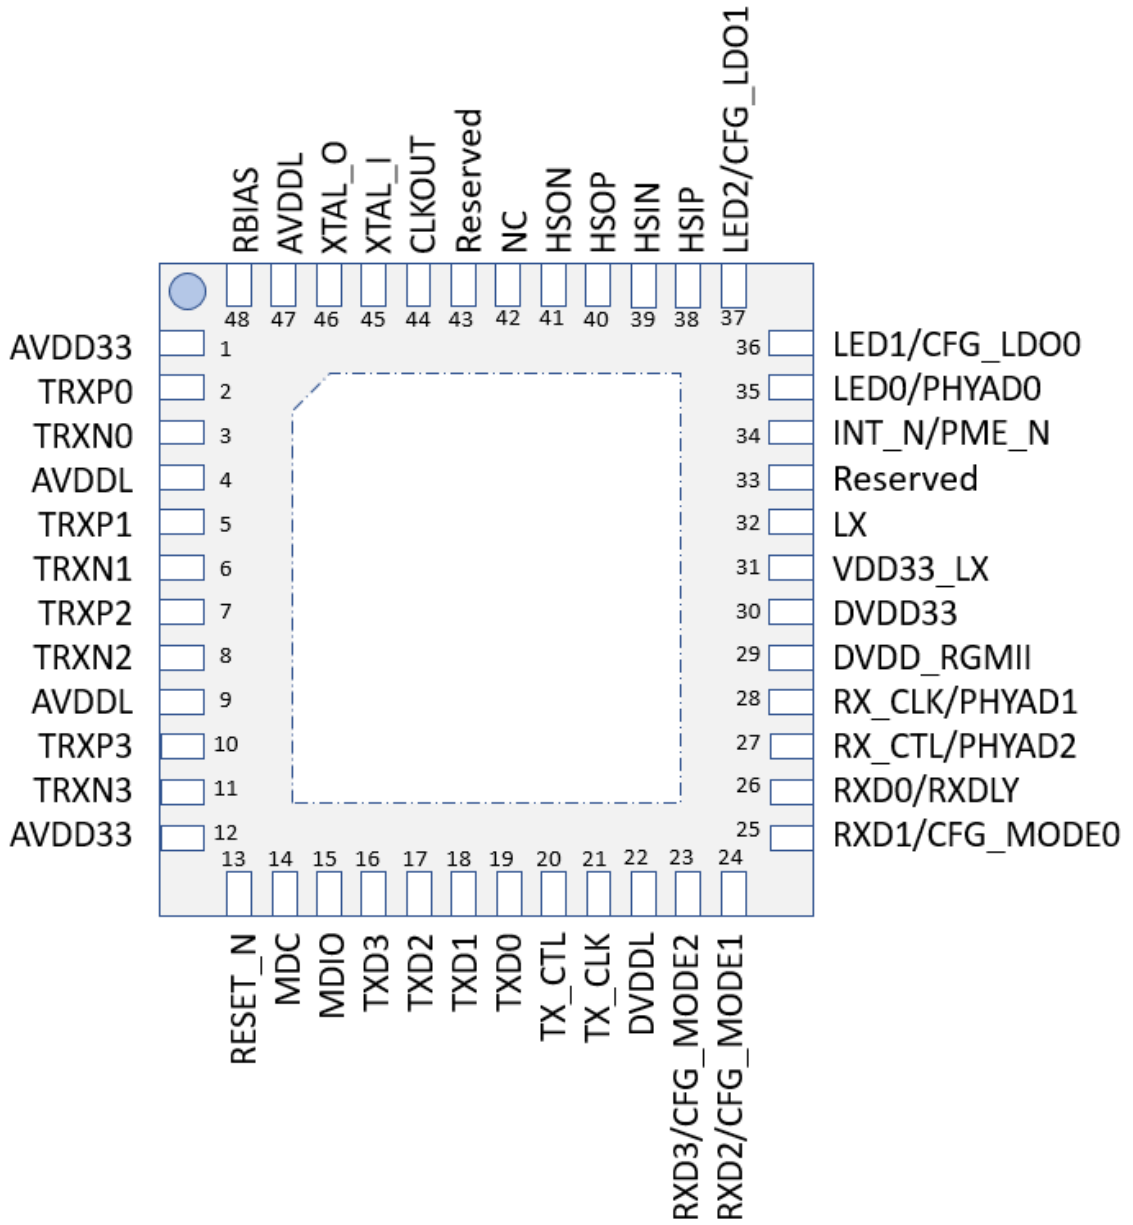 RBIAS
AVDDL
XTAL_O
XTAL_I
CLKOUT
Reserved
NC
HSON
HSOP
HSIN
HSIP
LED2/CFG_LDO1
48
47
46
45
44
43
42
41
40
39
38
37
AVDD33 1
TRXP0 2
TRXN0 3
AVDDL 4
TRXP1 5
TRXN1 6
TRXP2 7
TRXN2 8
AVDDL 9
TRXP3 10
TRXN3 11
AVDD33 12
36 LED1/CFG_LDO0
35 LED0/PHYAD0
34 INT_N/PME_N
33 Reserved
32 LX
31 VDD33_LX
30 DVDD33
29 DVDD_RGMII
28 RX_CLK/PHYAD1
27 RX_CTL/PHYAD2
26 RXD0/RXDLY
25 RXD1/CFG_MODE0
13
14
15
16
17
18
19
20
21
22
23
24
RESET_N
MDC
MDIO
TXD3
TXD2
TXD1
TXD0
TX_CTL
TX_CLK
DVDDL
RXD3/CFG_MODE2
RXD2/CFG_MODE1